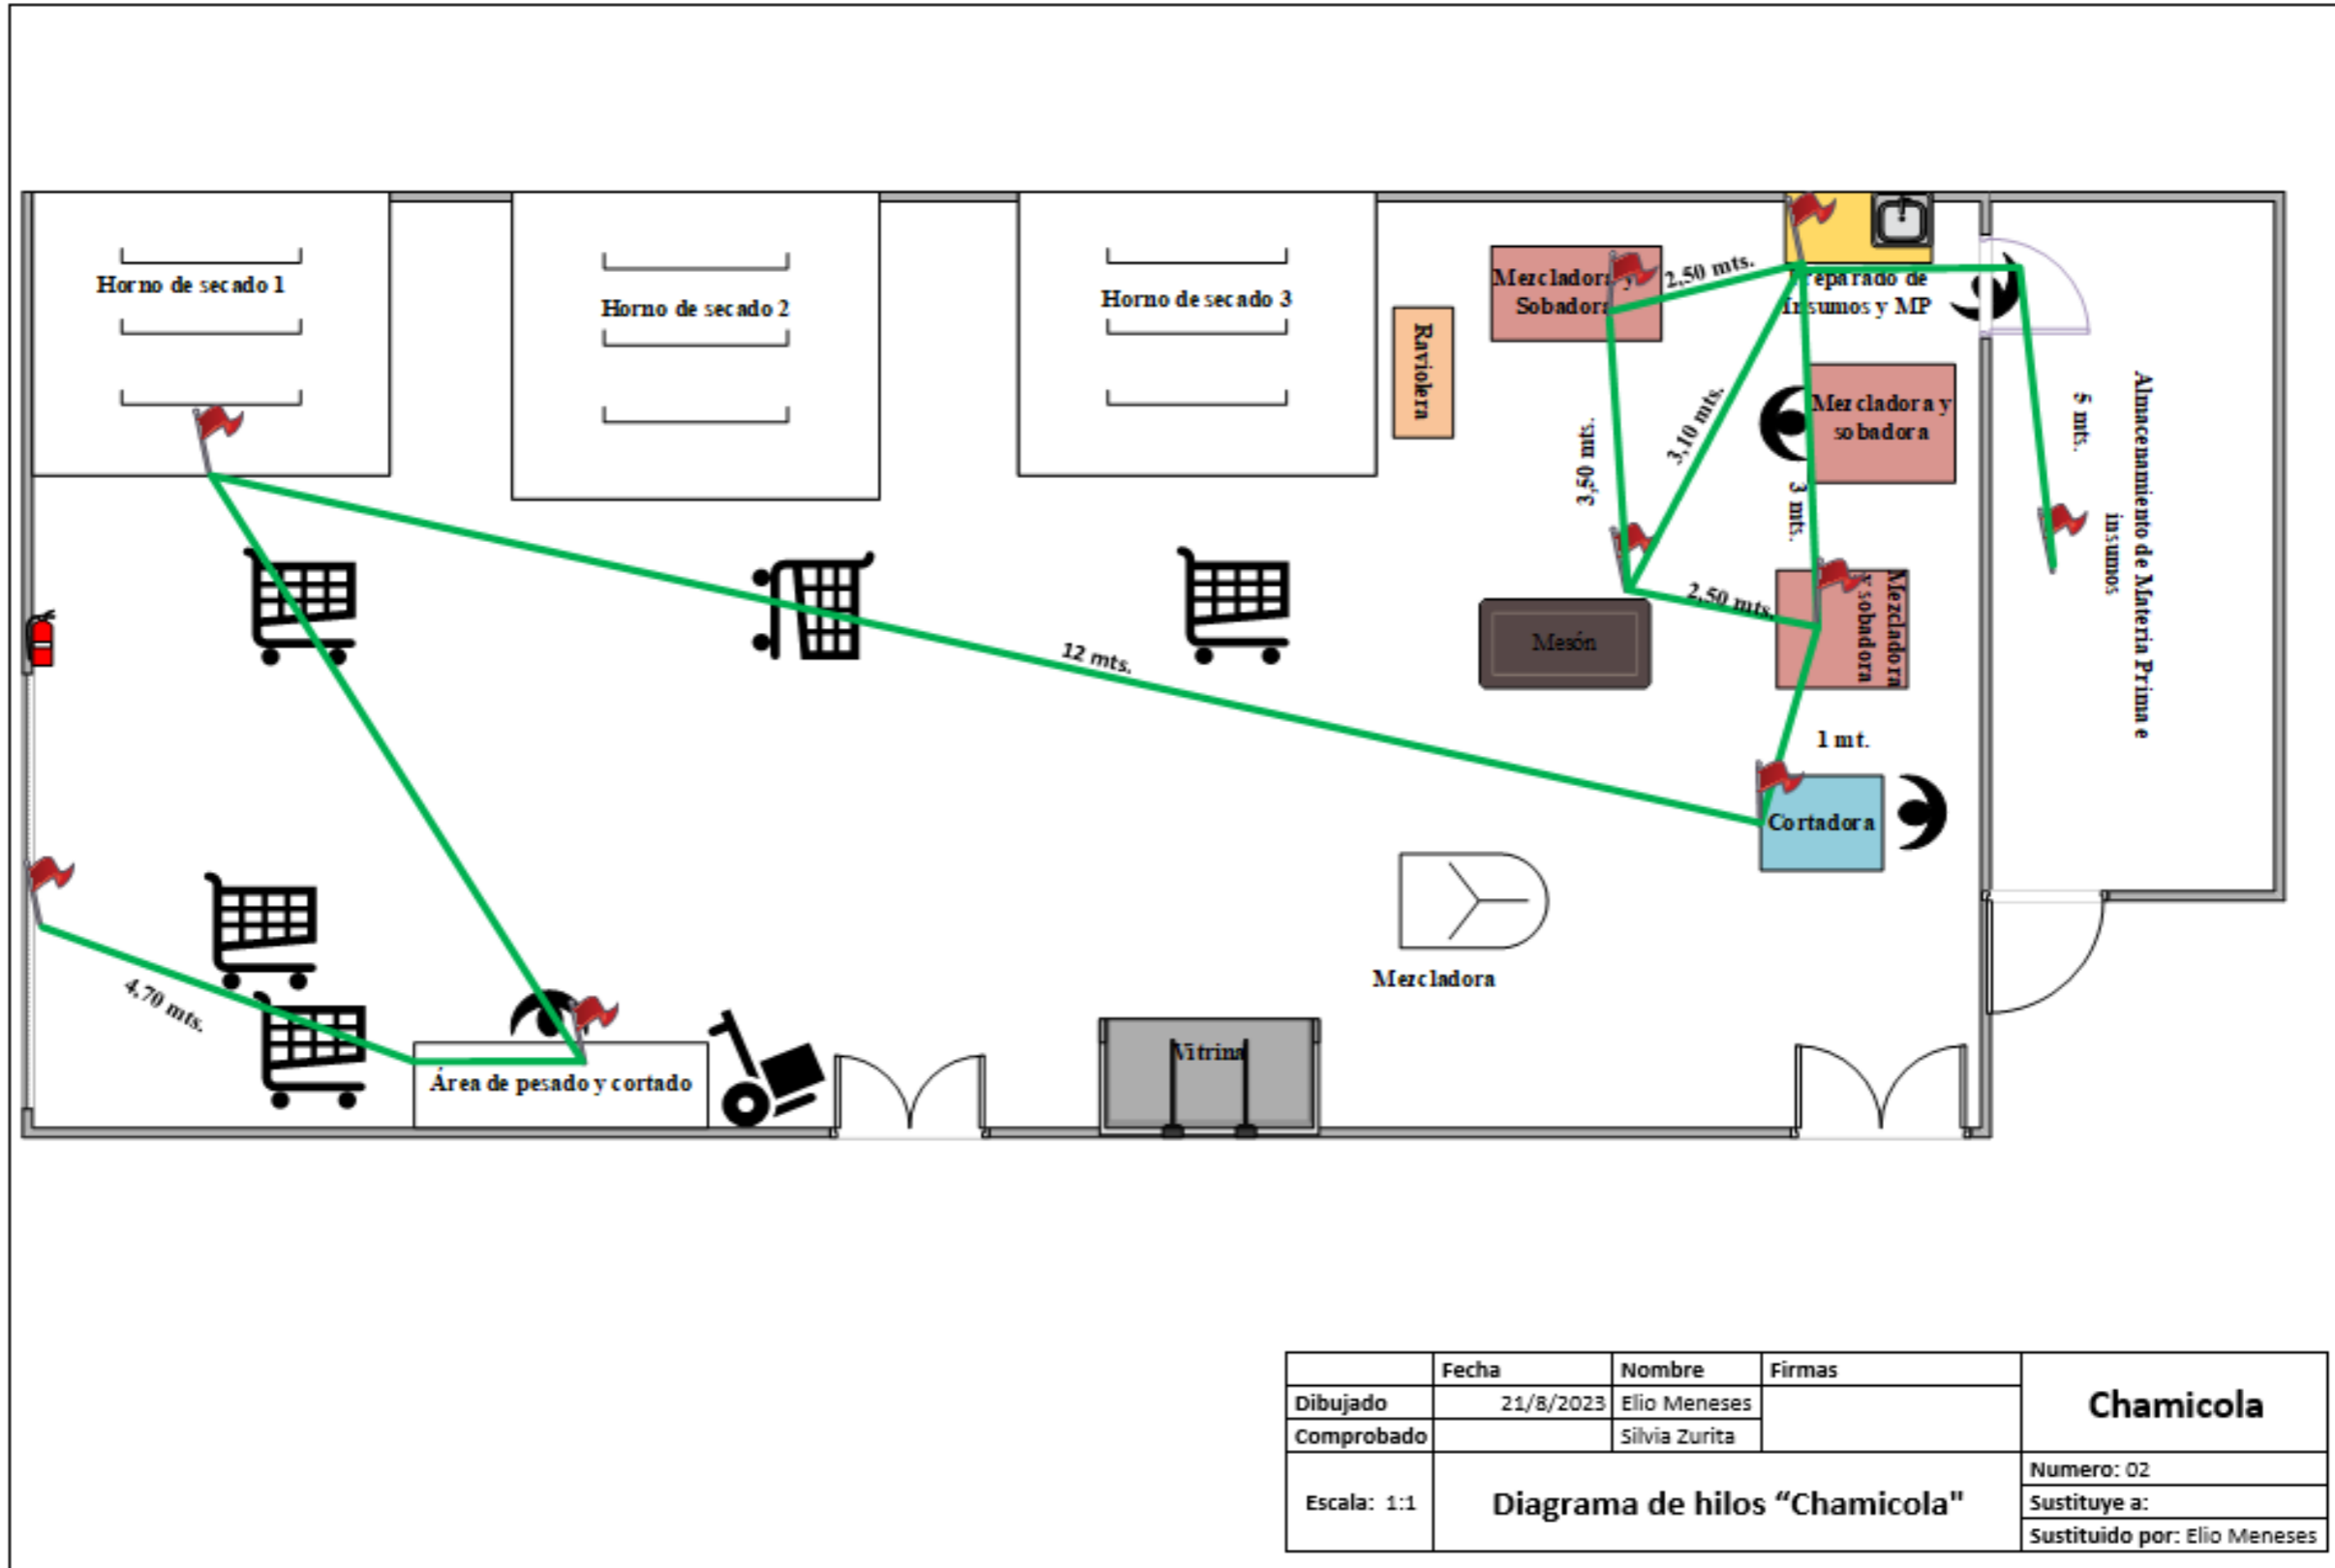 Horno de secado 1
Horno de secado 2
Horno de secado 3
Raviolera
Mezcladora y
Sobadora
2,50 mts.
Preparado de
Insumos y MP
3,50 mts.
3,10 mts.
Mezcladora y
sobadora
3 mts.
5 mts.
Almacenamiento de Materia Prima e
insumos
12 mts.
Mesón
2,50 mts.
Mezcladora
y sobadora
1 mt.
Cortadora
Mezcladora
4,70 mts.
Área de pesado y cortado
Vitrina
Fecha Nombre Firmas
Chamicola
Dibujado 21/8/2023 Elio Meneses
Comprobado Silvia Zurita
Escala: 1:1
Diagrama de hilos “Chamicola"
Numero: 02
Sustituye a:
Sustituido por: Elio Meneses